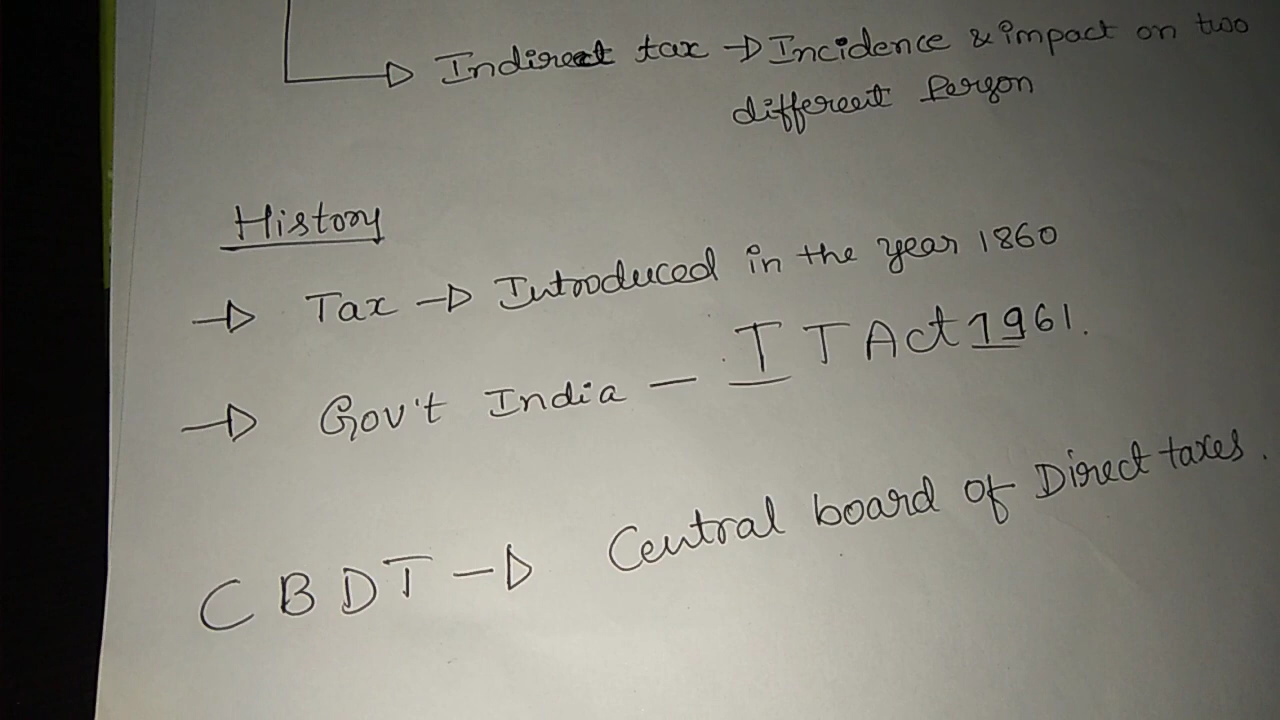 Indirect tax → Incidence & impact on two
different Person
History
→ Tax → Introduced in the year 1860
→ Gov't India – IT Act 1961.
CBDT → Central board of Direct taxes.